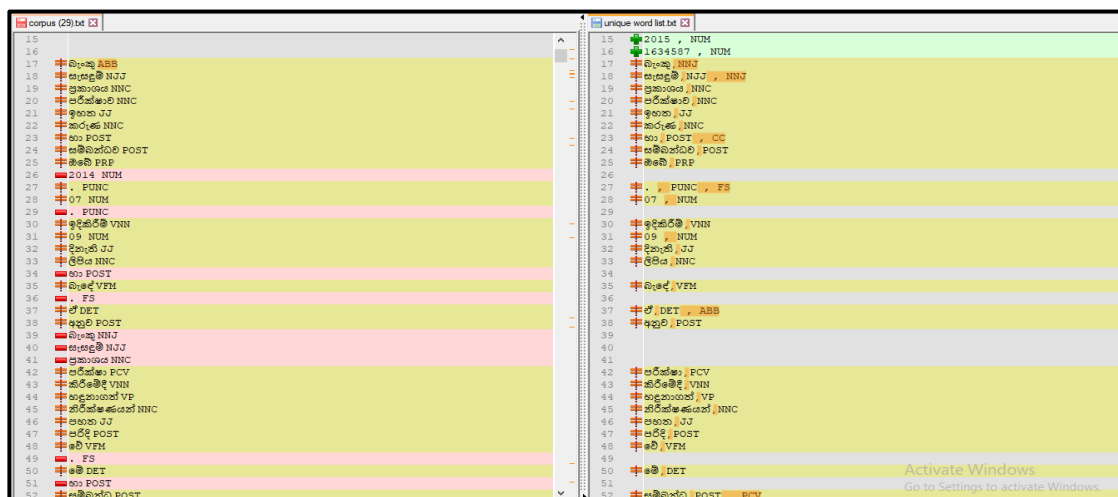 corpus (29).txt
15
16
17 බැංකු ABB
18 සැසඳුම් NJJ
19 ප්‍රකාශය NNC
20 පරීක්ෂාව NNC
21 ඉහත JJ
22 කරුණ NNC
23 හා POST
24 සම්බන්ධව POST
25 ඔබේ PRP
26 2014 NUM
27 . PUNC
28 07 NUM
29 . PUNC
30 ඉදිකිරීම් VNN
31 09 NUM
32 දිනැති JJ
33 ලිපිය NNC
34 හා POST
35 බැඳේ VFM
36 . FS
37 ඒ DET
38 අනුව POST
39 බැංකු NNJ
40 සැසඳුම් NJJ
41 ප්‍රකාශය NNC
42 පරීක්ෂා PCV
43 කිරීමේදී VNN
44 හඳුනාගත් VP
45 නිරීක්ෂණයන් NNC
46 පහත JJ
47 පරිදි POST
48 වේ VFM
49 . FS
50 මේ DET
51 හා POST
52 සම්බන්ධ POST
unique word list.txt
15 2015 , NUM
16 1634587 , NUM
17 බැංකු, NNJ
18 සැසඳුම්, NJJ , NNJ
19 ප්‍රකාශය, NNC
20 පරීක්ෂාව, NNC
21 ඉහත, JJ
22 කරුණ, NNC
23 හා, POST , CC
24 සම්බන්ධව, POST
25 ඔබේ, PRP
26
27 . , PUNC , FS
28 07 , NUM
29
30 ඉදිකිරීම්, VNN
31 09 , NUM
32 දිනැති, JJ
33 ලිපිය, NNC
34
35 බැඳේ, VFM
36
37 ඒ, DET , ABB
38 අනුව, POST
39
40
41
42 පරීක්ෂා, PCV
43 කිරීමේදී, VNN
44 හඳුනාගත්, VP
45 නිරීක්ෂණයන්, NNC
46 පහත, JJ
47 පරිදි, POST
48 වේ, VFM
49
50 මේ, DET
51
52 සම්බන්ධ, POST , PCV
Activate Windows
Go to Settings to activate Windows.